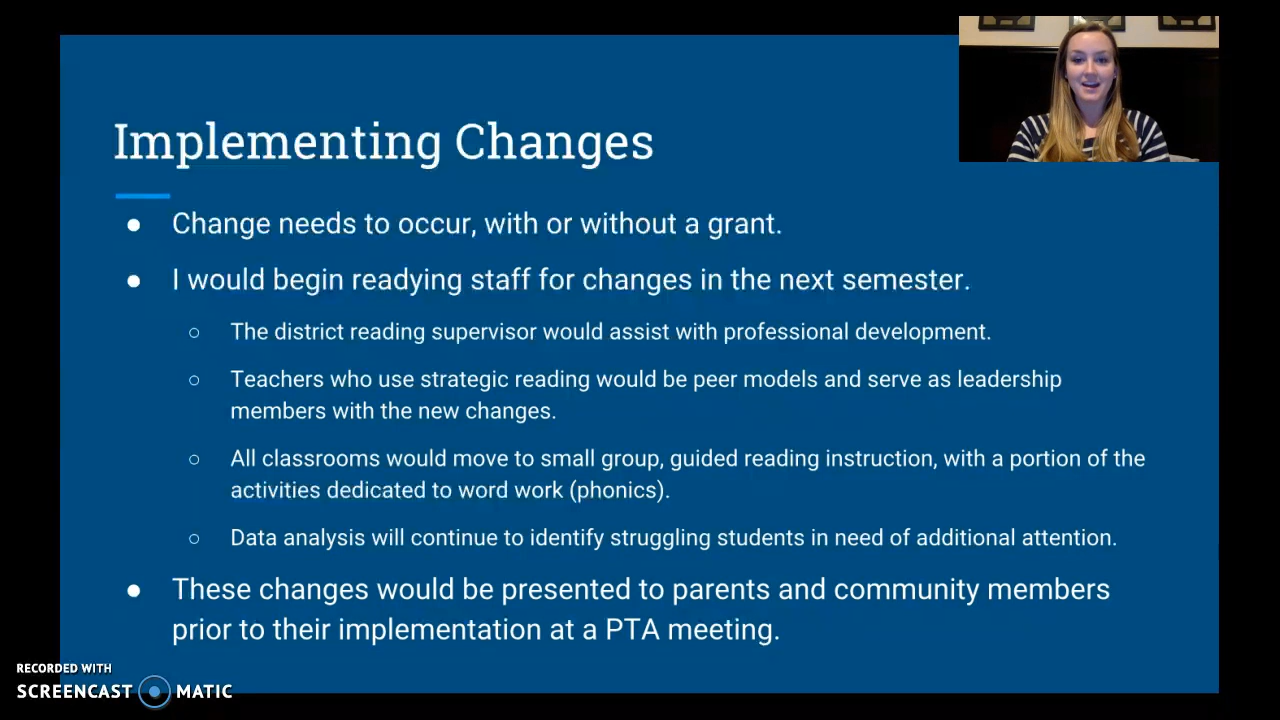 Implementing Changes
● Change needs to occur, with or without a grant.
● I would begin readying staff for changes in the next semester.
○ The district reading supervisor would assist with professional development.
○ Teachers who use strategic reading would be peer models and serve as leadership
members with the new changes.
○ All classrooms would move to small group, guided reading instruction, with a portion of the
activities dedicated to word work (phonics).
○ Data analysis will continue to identify struggling students in need of additional attention.
● These changes would be presented to parents and community members
prior to their implementation at a PTA meeting.
RECORDED WITH
SCREENCAST MATIC